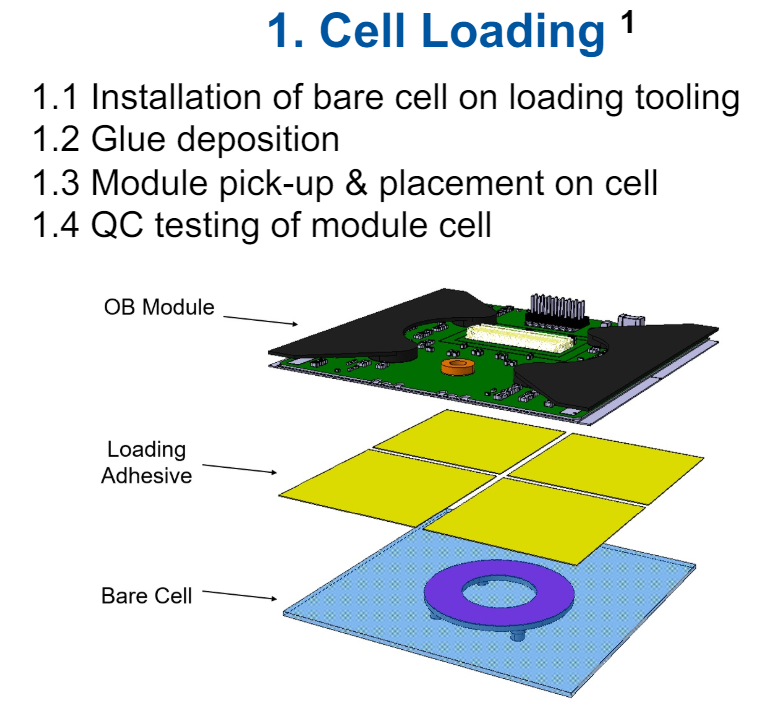 1. Cell Loading 1
1.1 Installation of bare cell on loading tooling
1.2 Glue deposition
1.3 Module pick-up & placement on cell
1.4 QC testing of module cell
OB Module
Loading
Adhesive
Bare Cell